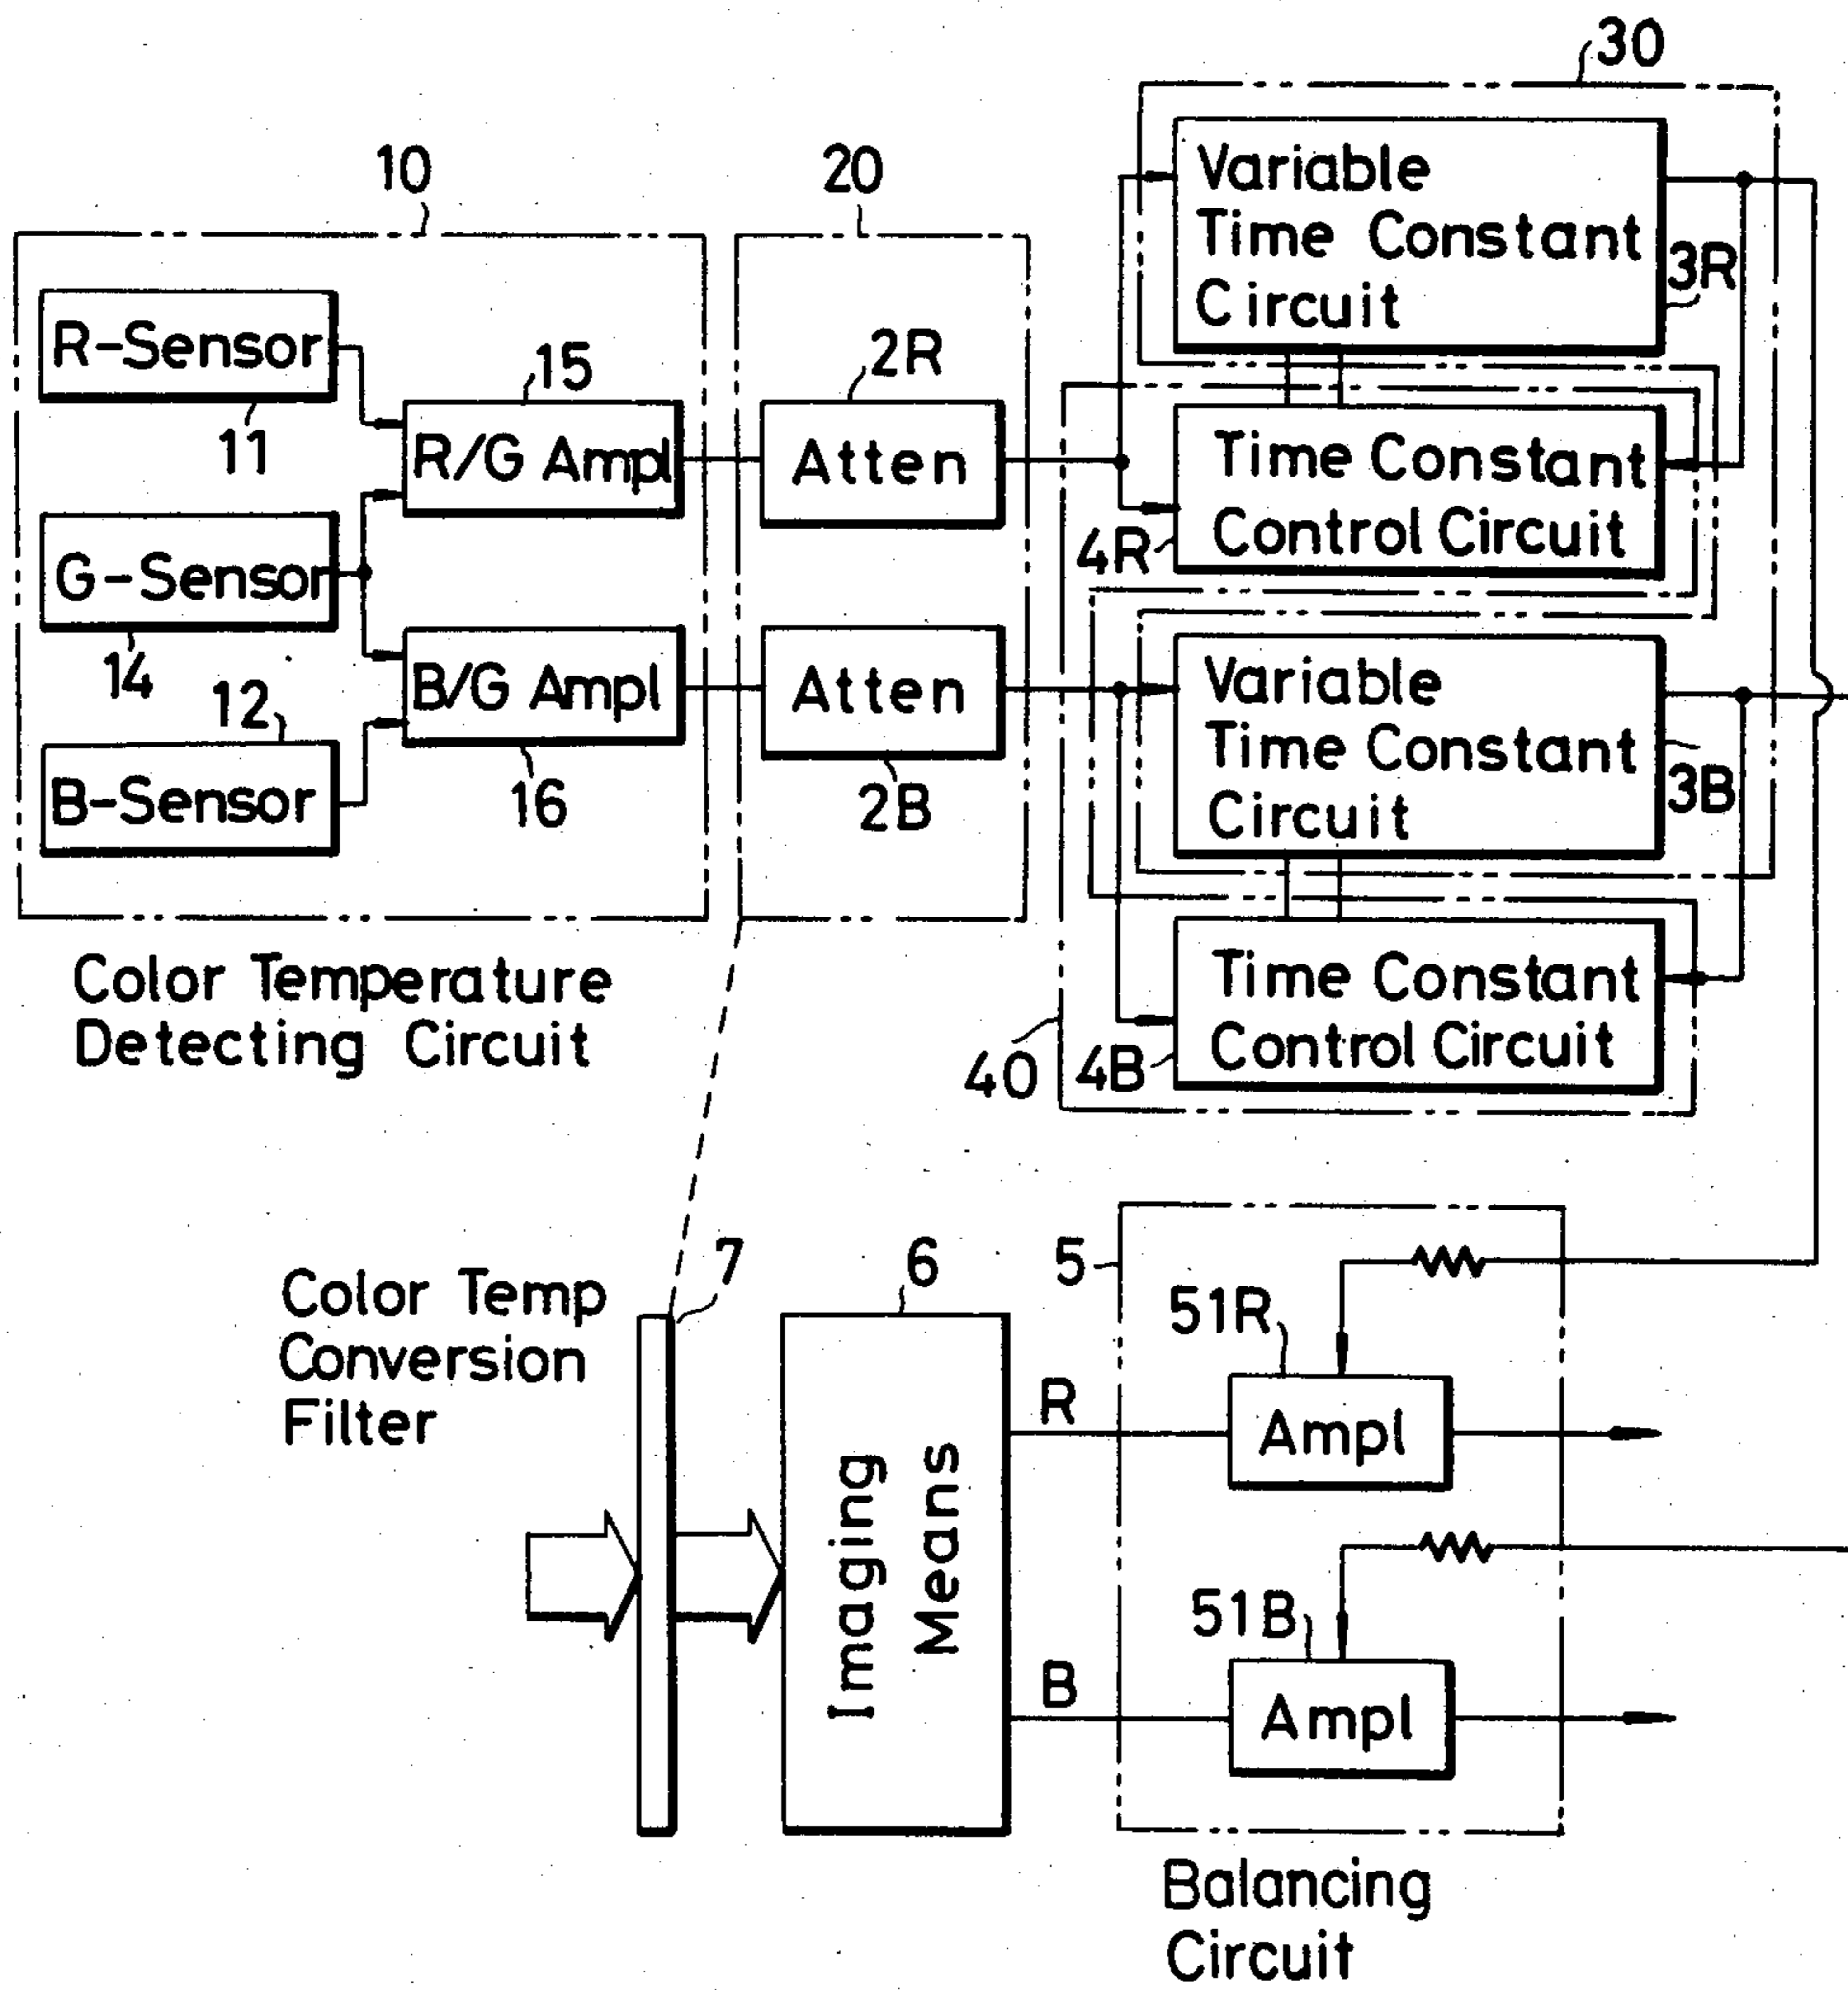 30
10
20
Variable
Time Constant
Circuit
3R
R-Sensor
11
15
R/G Ampl
2R
Atten
Time Constant
Control Circuit
4R
G-Sensor
14
12
B-Sensor
B/G Ampl
16
Atten
2B
Variable
Time Constant
Circuit
3B
Color Temperature
Detecting Circuit
Time Constant
Control Circuit
40
4B
Color Temp
Conversion
Filter
7
6
Imaging
Means
5
51R
R
Ampl
51B
B
Ampl
Balancing
Circuit